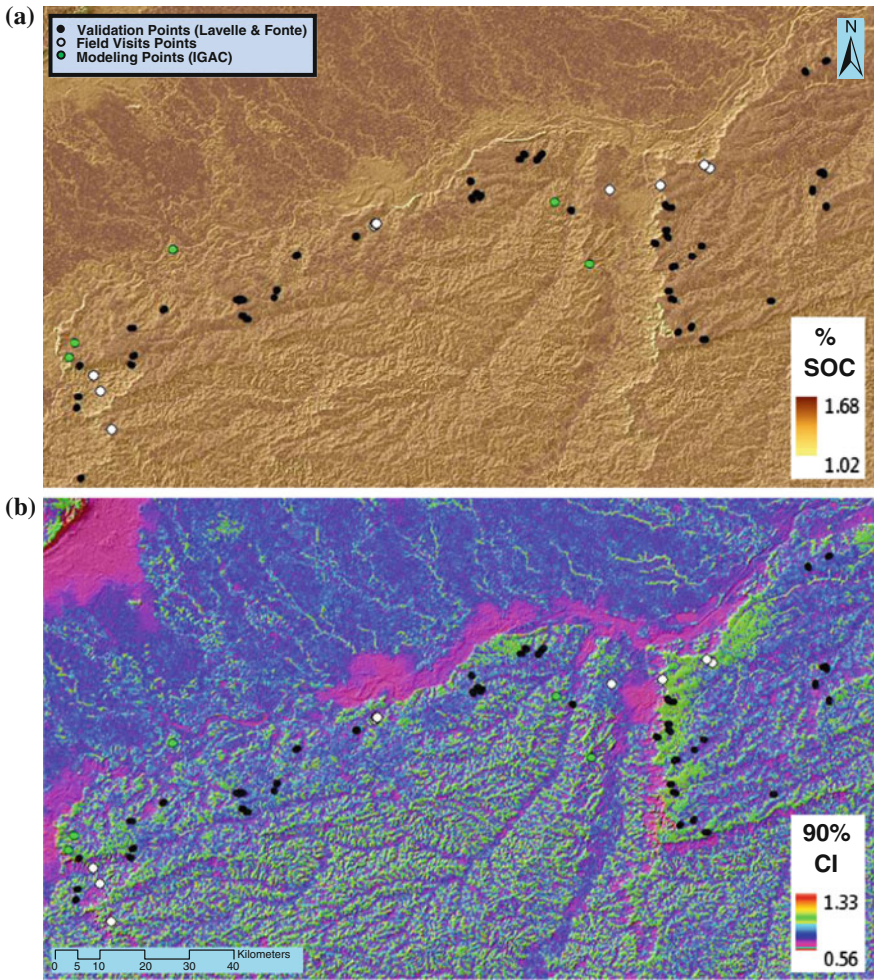 (a)
Validation Points (Lavelle & Fonte)
Field Visits Points
Modeling Points (IGAC)
N
%
SOC
1.68
1.02
(b)
90%
CI
1.33
0.56
Kilometers
0 5 10 20 30 40